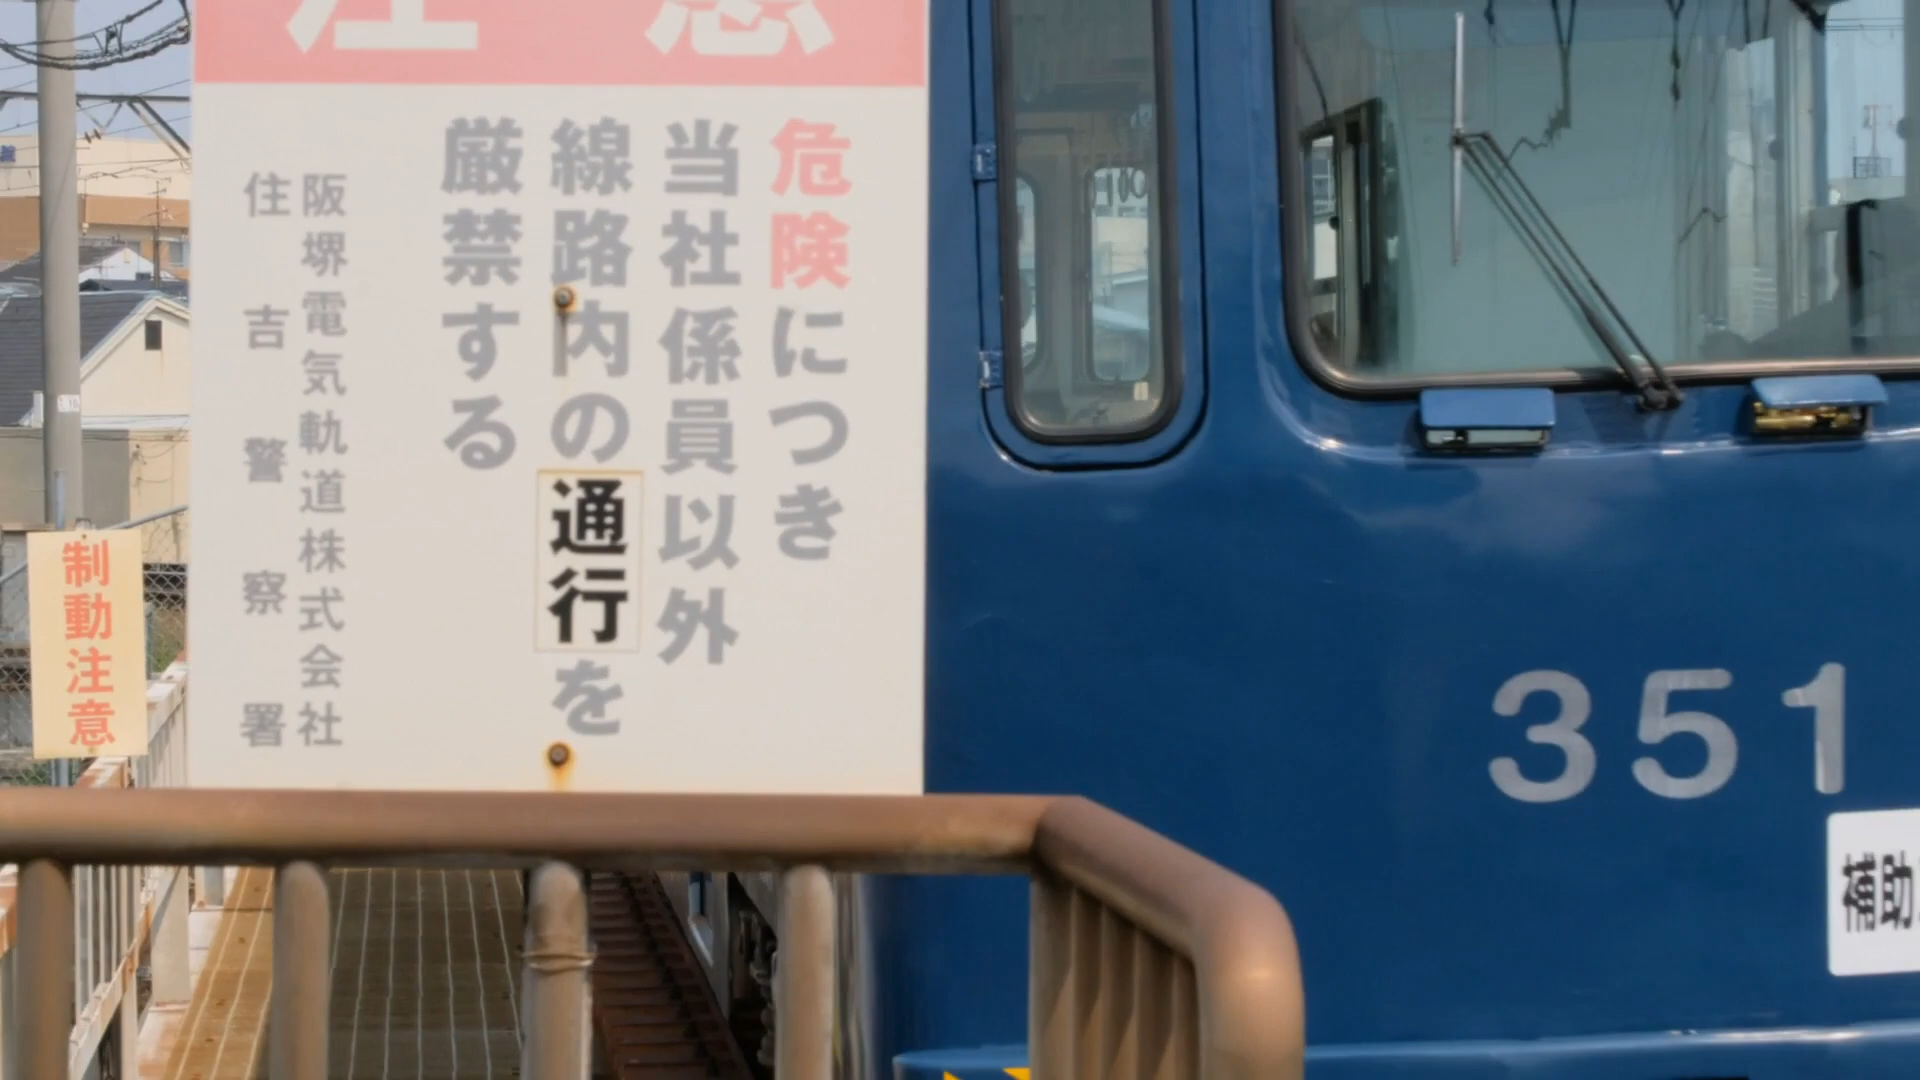 注意
危険につき
当社係員以外
線路内の通行を
厳禁する
阪堺電気軌道株式会社
住吉警察署
制動注意
351
補助